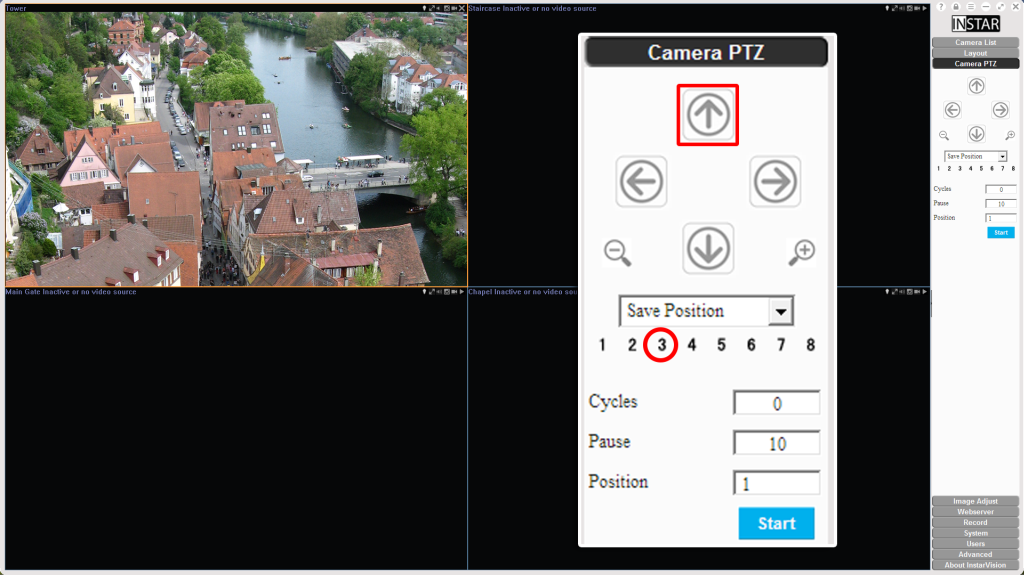 Tower
Staircase Inactive or no video source
?
INSTAR
Camera List
Layout
Camera PTZ
Save Position
1 2 3 4 5 6 7 8
Cycles 0
Pause 10
Position 1
Start
Camera PTZ
Save Position
1 2 3 4 5 6 7 8
Cycles 0
Pause 10
Position 1
Start
Main Gate Inactive or no video source
Chapel Inactive or no video sou
Image Adjust
Webserver
Record
System
Users
Advanced
About InstarVision